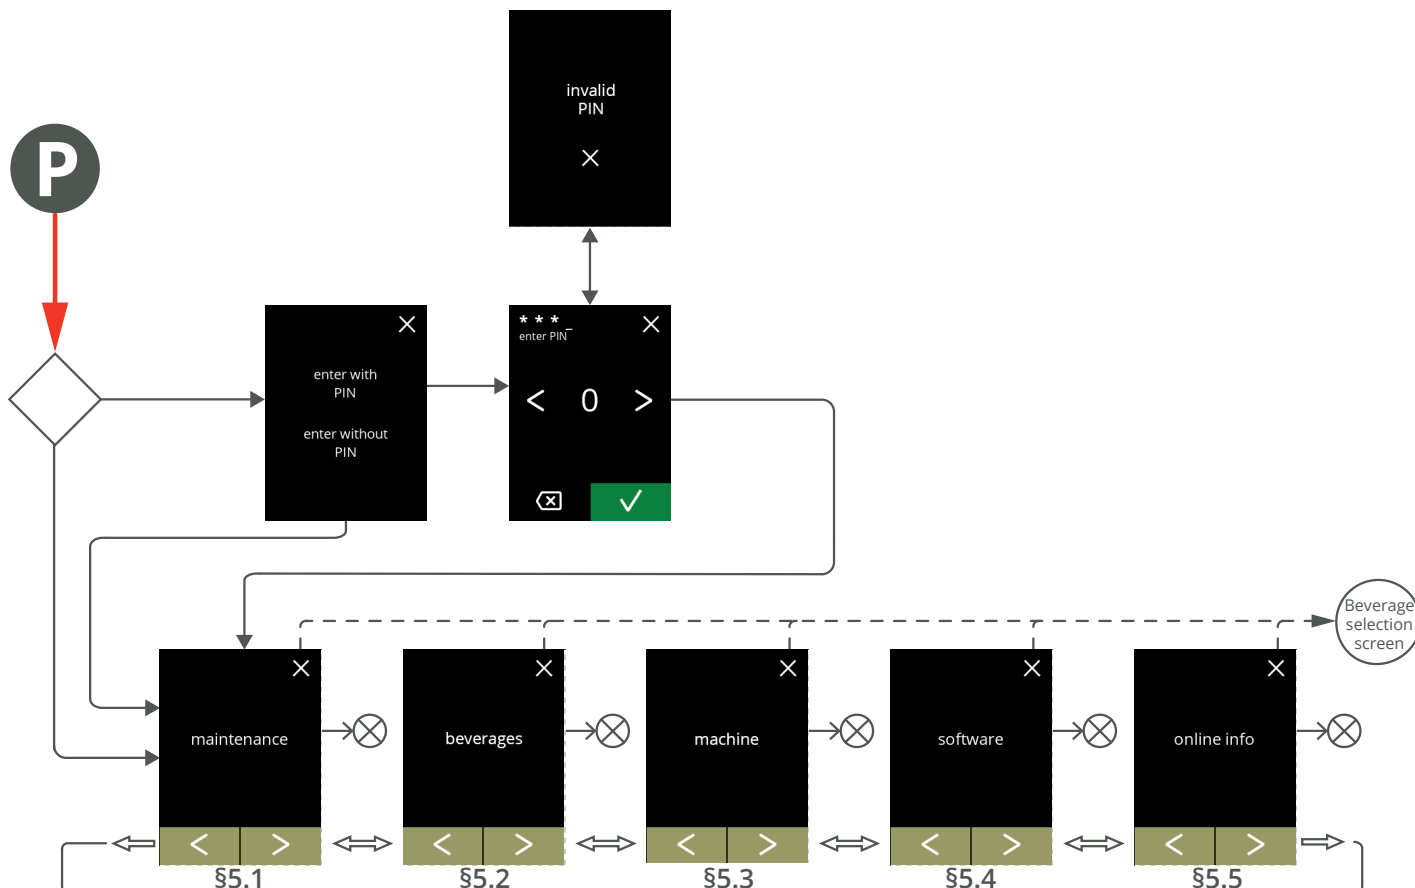 invalid
PIN
P
* * * _
enter PIN
enter with
PIN
< 0 >
enter without
PIN
Beverage
selection
screen
maintenance
beverages
machine
software
online info
< >
< >
< >
< >
< >
§5.1
§5.2
§5.3
§5.4
§5.5